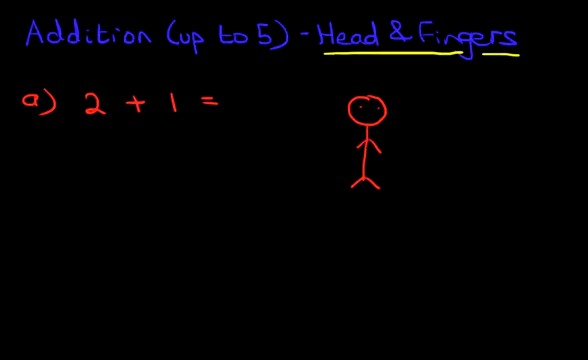 Addition (up to 5) - Head & Fingers
a) 2 + 1 =